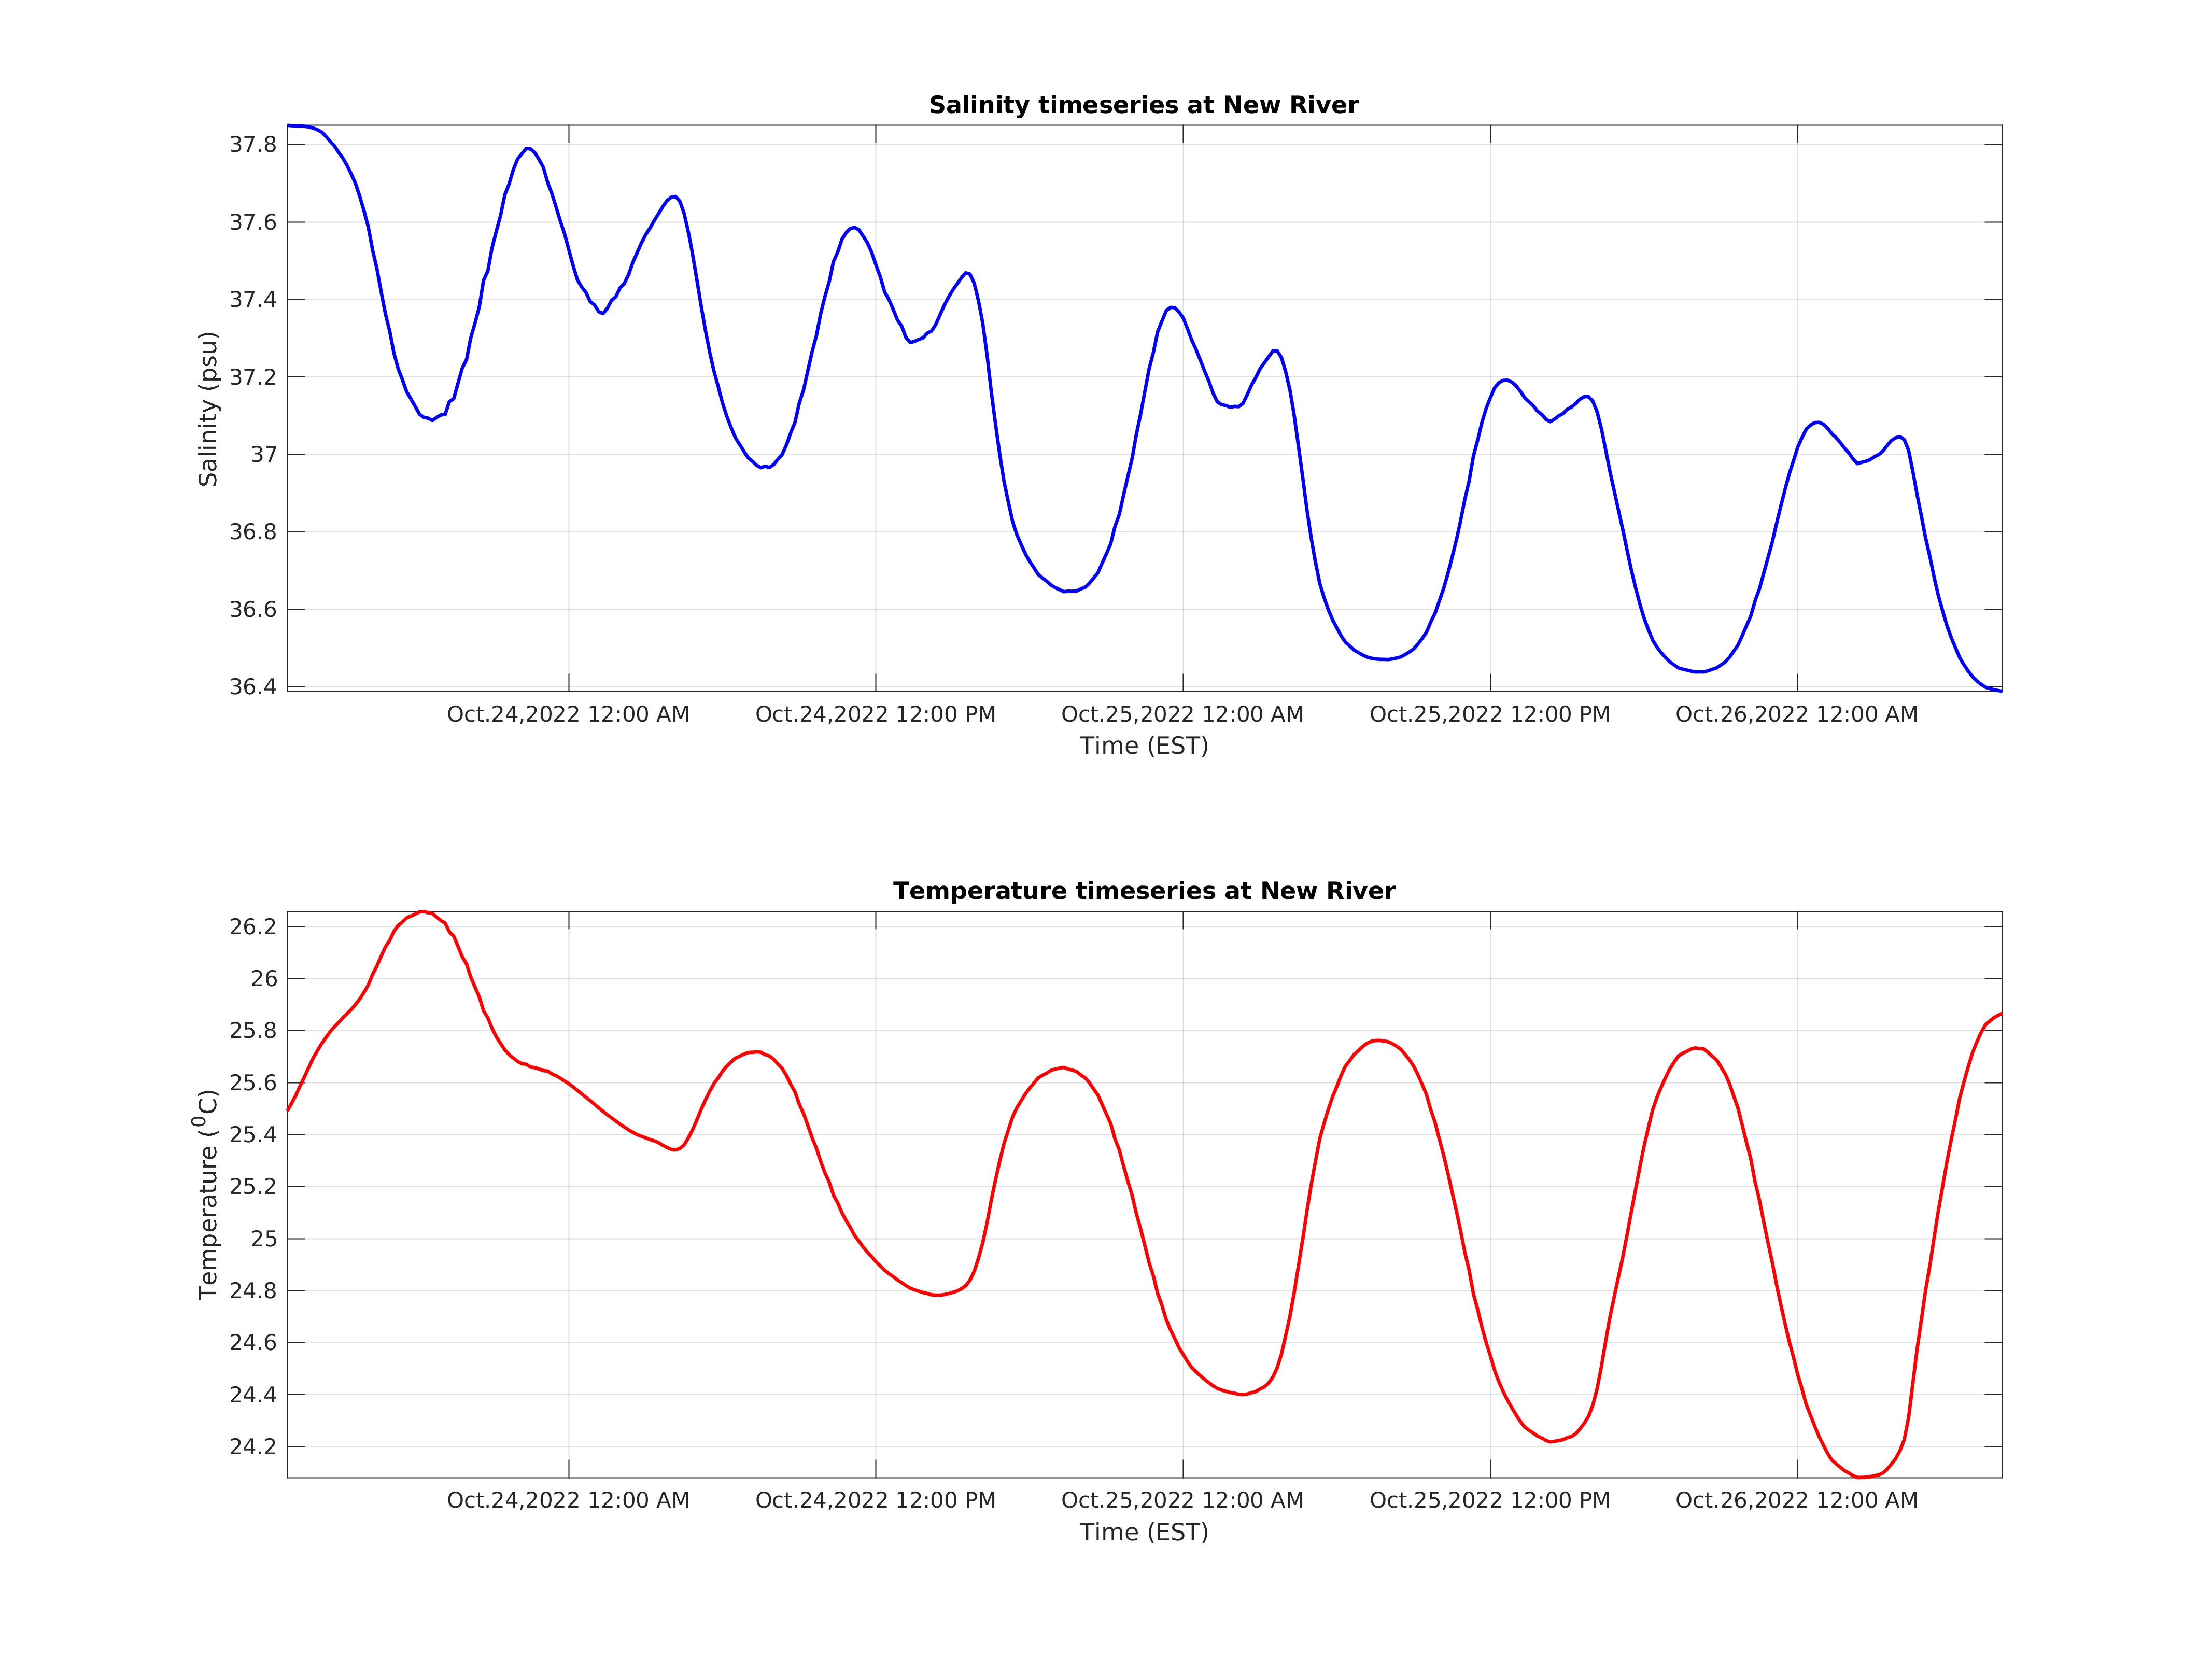 Salinity timeseries at New River
37.8
37.6
37.4
37.2
37
36.8
36.6
36.4
Salinity (psu)
Oct.24,2022 12:00 AM Oct.24,2022 12:00 PM Oct.25,2022 12:00 AM Oct.25,2022 12:00 PM Oct.26,2022 12:00 AM
Time (EST)
Temperature timeseries at New River
26.2
26
25.8
25.6
25.4
25.2
25
24.8
24.6
24.4
24.2
Temperature (⁰C)
Oct.24,2022 12:00 AM Oct.24,2022 12:00 PM Oct.25,2022 12:00 AM Oct.25,2022 12:00 PM Oct.26,2022 12:00 AM
Time (EST)